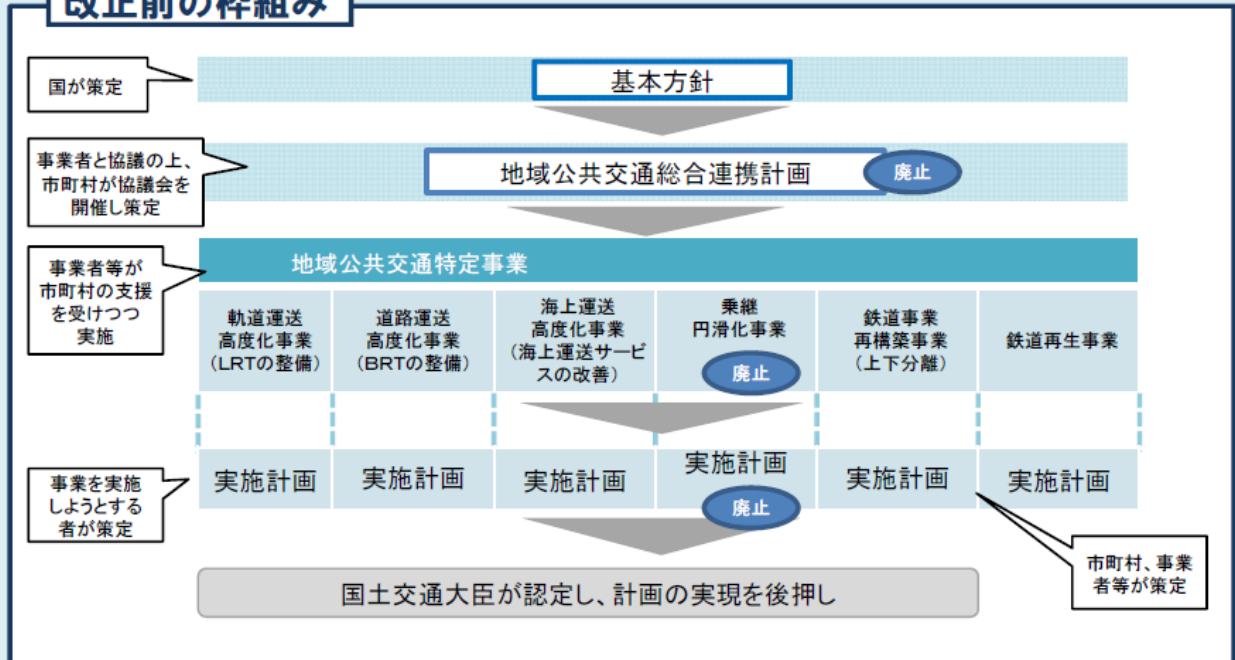 改正前の枠組み
国が策定
基本方針
事業者と協議の上、
市町村が協議会を
開催し策定
地域公共交通総合連携計画
廃止
事業者等が
市町村の支援
を受けつつ
実施
地域公共交通特定事業
軌道運送
高度化事業
(LRTの整備)
道路運送
高度化事業
(BRTの整備)
海上運送
高度化事業
(海上運送サービ
スの改善)
乗継
円滑化事業
廃止
鉄道事業
再構築事業
(上下分離)
鉄道再生事業
事業を実施
しようとする
者が策定
実施計画
実施計画
実施計画
実施計画
廃止
実施計画
実施計画
市町村、事業
者等が策定
国土交通大臣が認定し、計画の実現を後押し